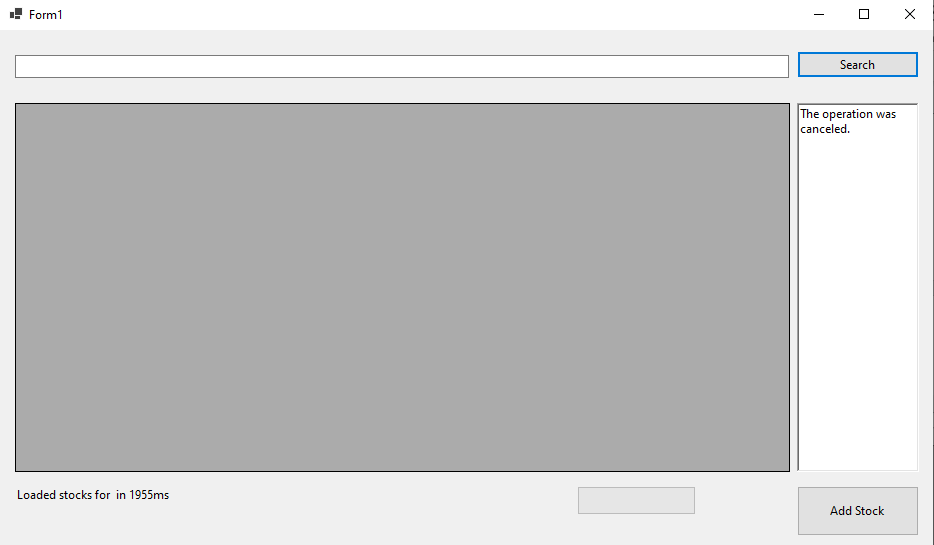 Form1
Search
The operation was
canceled.
Loaded stocks for  in 1955ms
Add Stock